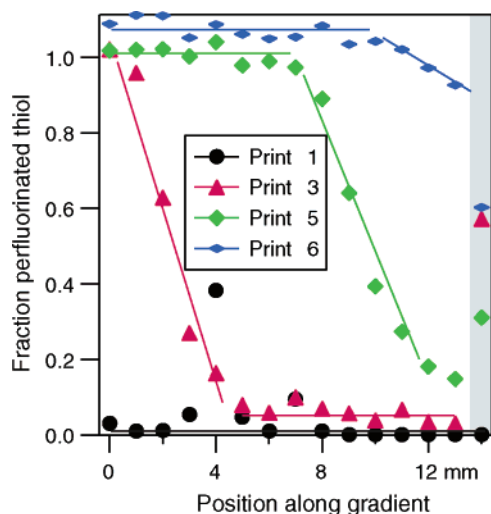 Fraction perfluorinated thiol
1.0
0.8
0.6
0.4
0.2
0.0
Print 1
Print 3
Print 5
Print 6
0 4 8 12 mm
Position along gradient